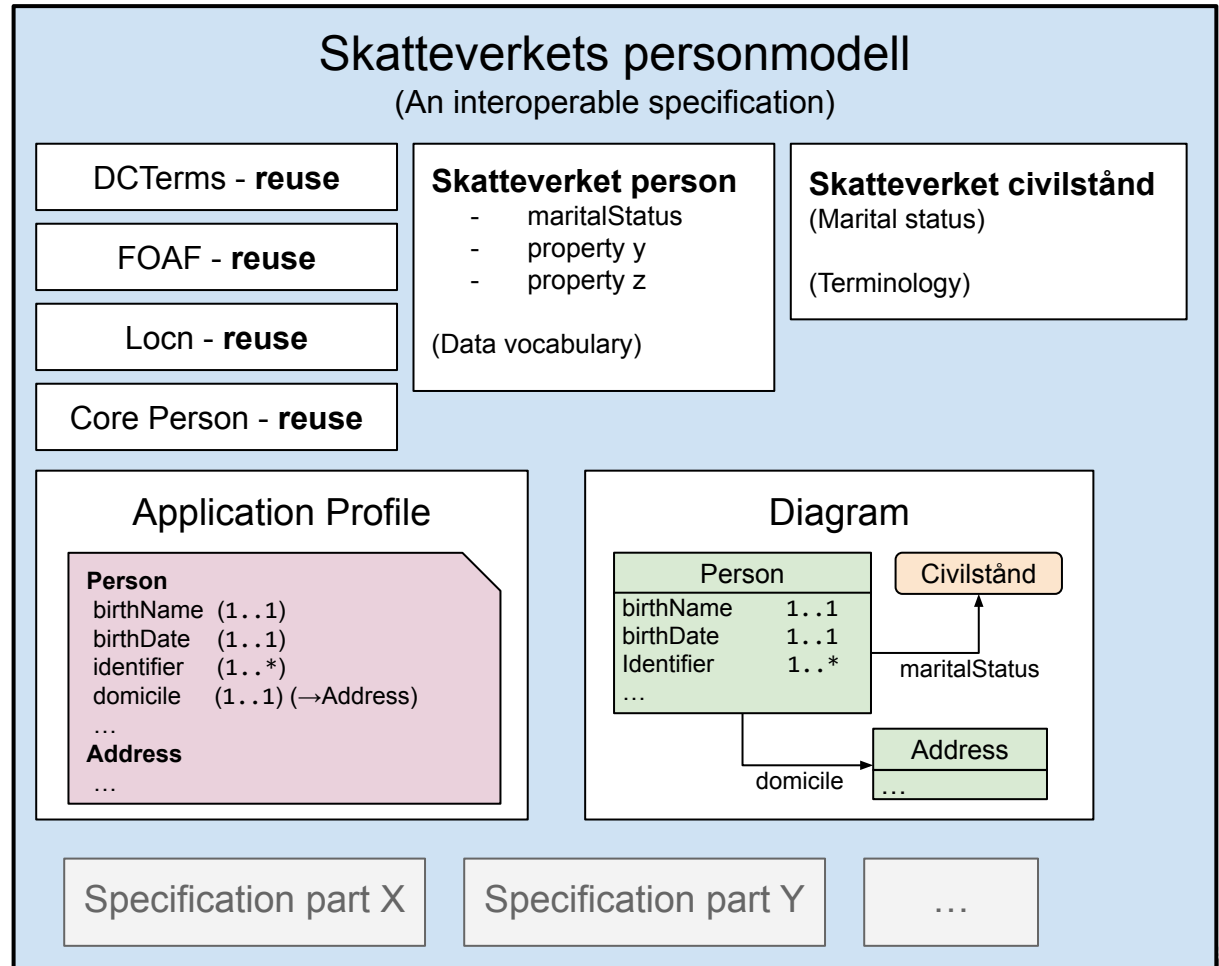 Skatteverkets personmodell
(An interoperable specification)
DCTerms - reuse
FOAF - reuse
Locn - reuse
Core Person - reuse
Skatteverket person
- maritalStatus
- property y
- property z
(Data vocabulary)
Skatteverket civilstånd
(Marital status)
(Terminology)
Application Profile
Person
birthName (1..1)
birthDate (1..1)
identifier (1..*)
domicile (1..1) (→Address)
…
Address
…
Diagram
Person
birthName 1..1
birthDate 1..1
Identifier 1..*
…
Civilstånd
maritalStatus
Address
…
domicile
Specification part X
Specification part Y
…